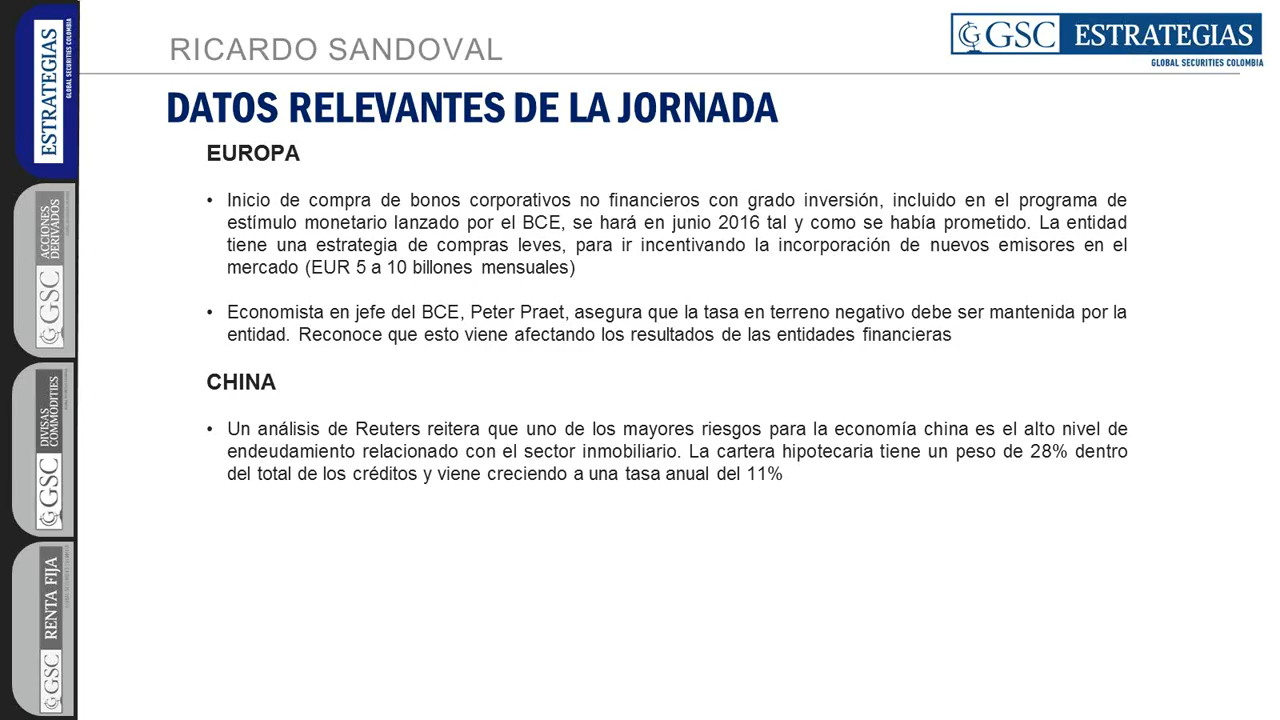 RICARDO SANDOVAL
GSC ESTRATEGIAS
GLOBAL SECURITIES COLOMBIA
DATOS RELEVANTES DE LA JORNADA
EUROPA
• Inicio de compra de bonos corporativos no financieros con grado inversión, incluido en el programa de
estímulo monetario lanzado por el BCE, se hará en junio 2016 tal y como se había prometido. La entidad
tiene una estrategia de compras leves, para ir incentivando la incorporación de nuevos emisores en el
mercado (EUR 5 a 10 billones mensuales)
• Economista en jefe del BCE, Peter Praet, asegura que la tasa en terreno negativo debe ser mantenida por la
entidad. Reconoce que esto viene afectando los resultados de las entidades financieras
CHINA
• Un análisis de Reuters reitera que uno de los mayores riesgos para la economía china es el alto nivel de
endeudamiento relacionado con el sector inmobiliario. La cartera hipotecaria tiene un peso de 28% dentro
del total de los créditos y viene creciendo a una tasa anual del 11%
ESTRATEGIAS
GLOBAL SECURITIES COLOMBIA
GSC
ACCIONES
DERIVADOS
GSC
DIVISAS
COMMODITIES
GSC
RENTA FIJA